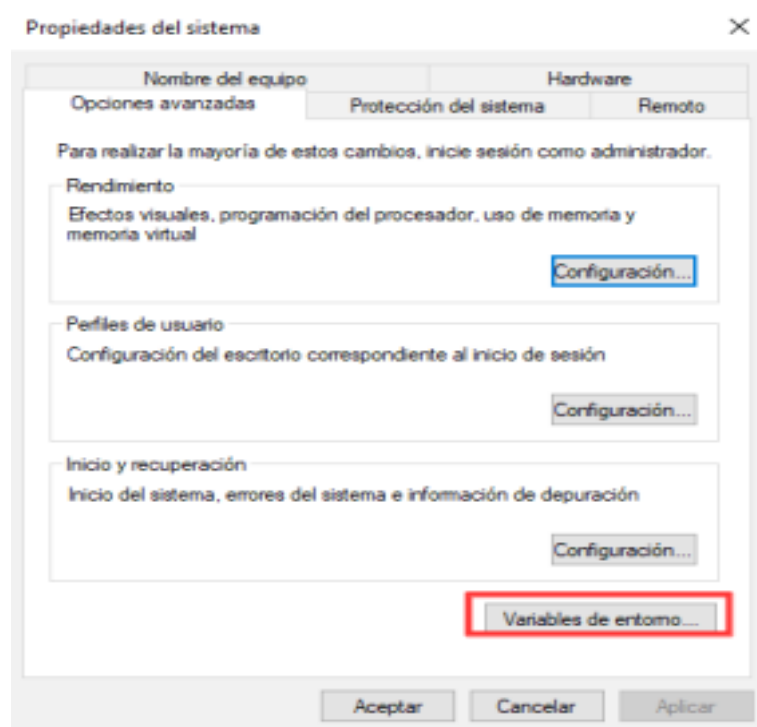 Propiedades del sistema
Nombre del equipo
Hardware
Opciones avanzadas
Protección del sistema
Remoto
Para realizar la mayoría de estos cambios, inicie sesión como administrador.
Rendimiento
Efectos visuales, programación del procesador, uso de memoria y
memoria virtual
Configuración...
Perfiles de usuario
Configuración del escritorio correspondiente al inicio de sesión
Configuración...
Inicio y recuperación
Inicio del sistema, errores del sistema e información de depuración
Configuración...
Variables de entorno...
Aceptar
Cancelar
Aplicar